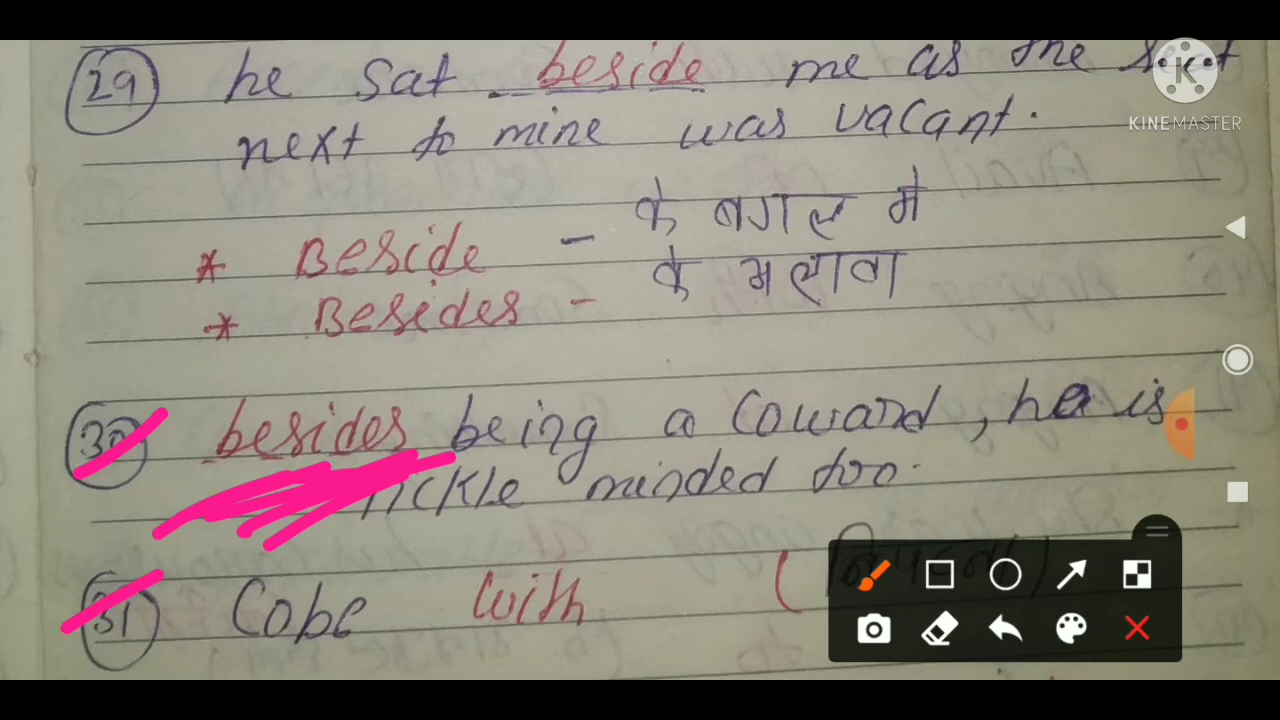 29 he sat beside me as the seat
KINEMASTER
next to mine was vacant.
* Beside - के बगल मे
* Besides - के अलावा
30 besides being a coward, he is
fickle minded too.
31 Cope with (